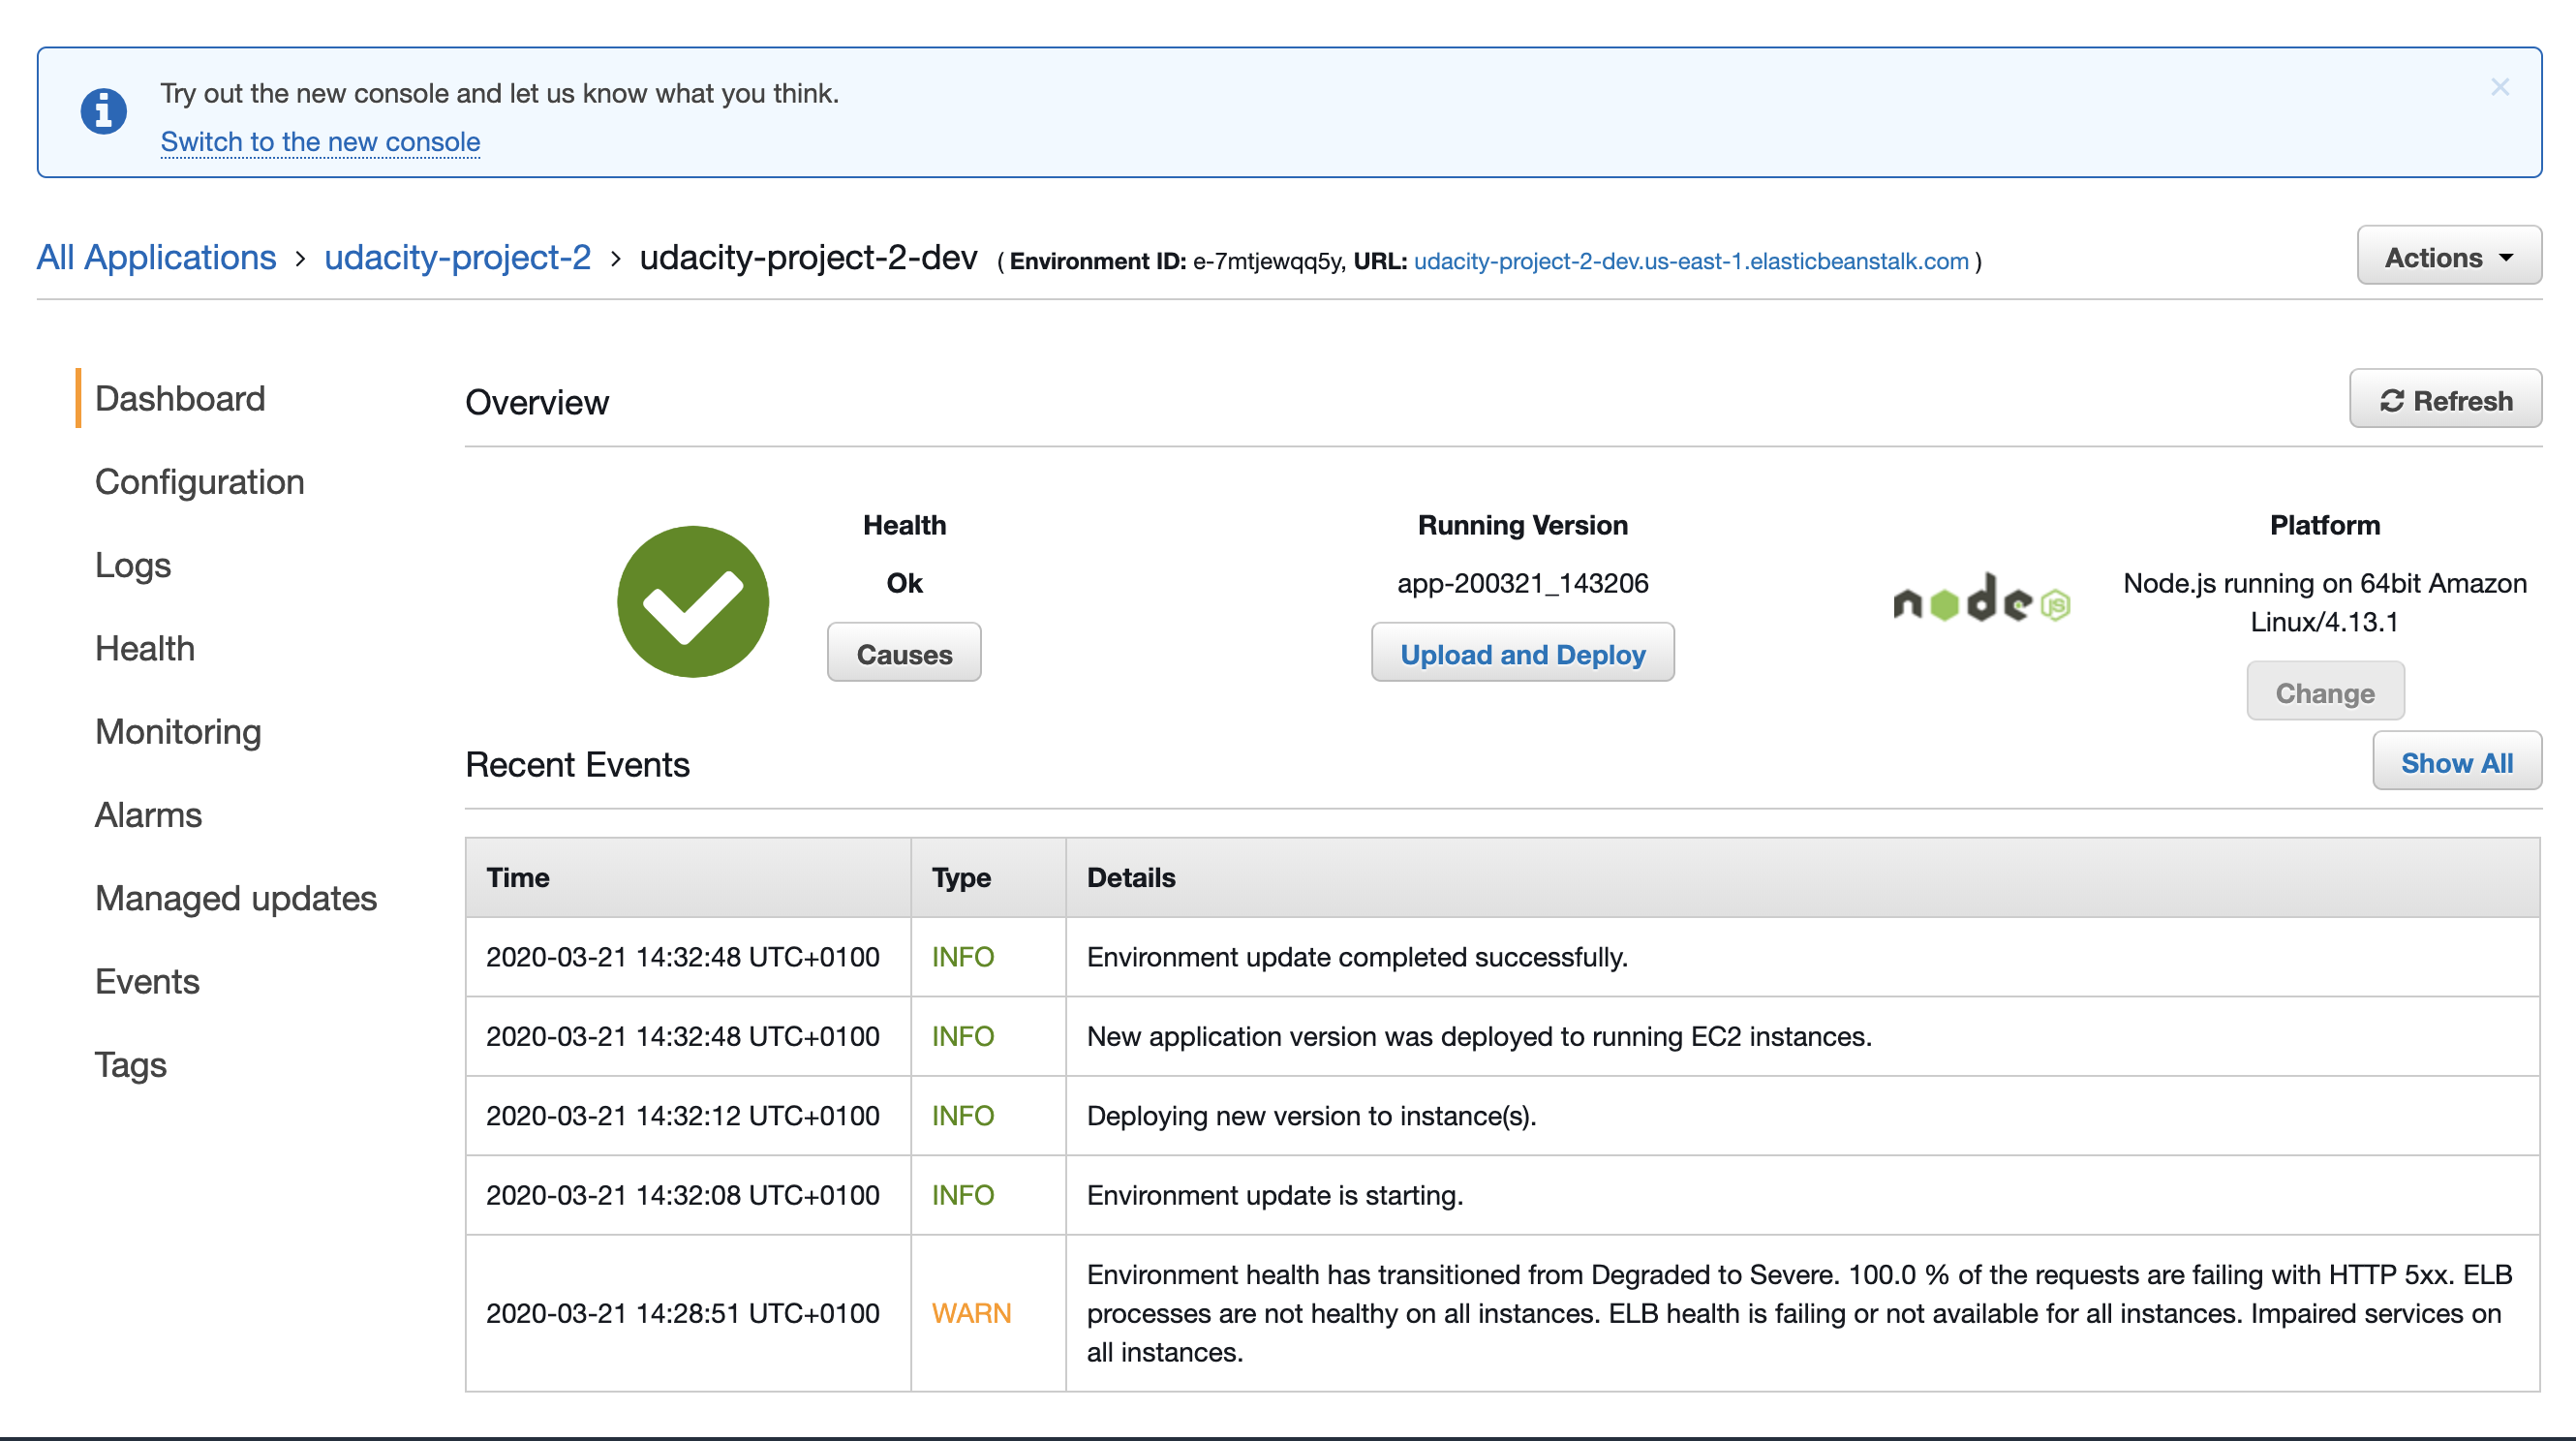 Try out the new console and let us know what you think.
Switch to the new console
All Applications › udacity-project-2 › udacity-project-2-dev ( Environment ID: e-7mtjewqq5y, URL: udacity-project-2-dev.us-east-1.elasticbeanstalk.com )
Actions
Dashboard
Configuration
Logs
Health
Monitoring
Alarms
Managed updates
Events
Tags
Overview
Refresh
Health
Ok
Causes
Running Version
app-200321_143206
Upload and Deploy
node JS
Platform
Node.js running on 64bit Amazon
Linux/4.13.1
Change
Recent Events
Show All
Time Type Details
2020-03-21 14:32:48 UTC+0100 INFO Environment update completed successfully.
2020-03-21 14:32:48 UTC+0100 INFO New application version was deployed to running EC2 instances.
2020-03-21 14:32:12 UTC+0100 INFO Deploying new version to instance(s).
2020-03-21 14:32:08 UTC+0100 INFO Environment update is starting.
2020-03-21 14:28:51 UTC+0100 WARN Environment health has transitioned from Degraded to Severe. 100.0 % of the requests are failing with HTTP 5xx. ELB
processes are not healthy on all instances. ELB health is failing or not available for all instances. Impaired services on
all instances.